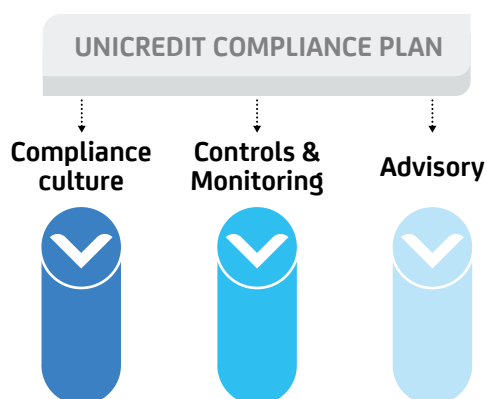 UNICREDIT COMPLIANCE PLAN
Compliance
culture
Controls &
Monitoring
Advisory